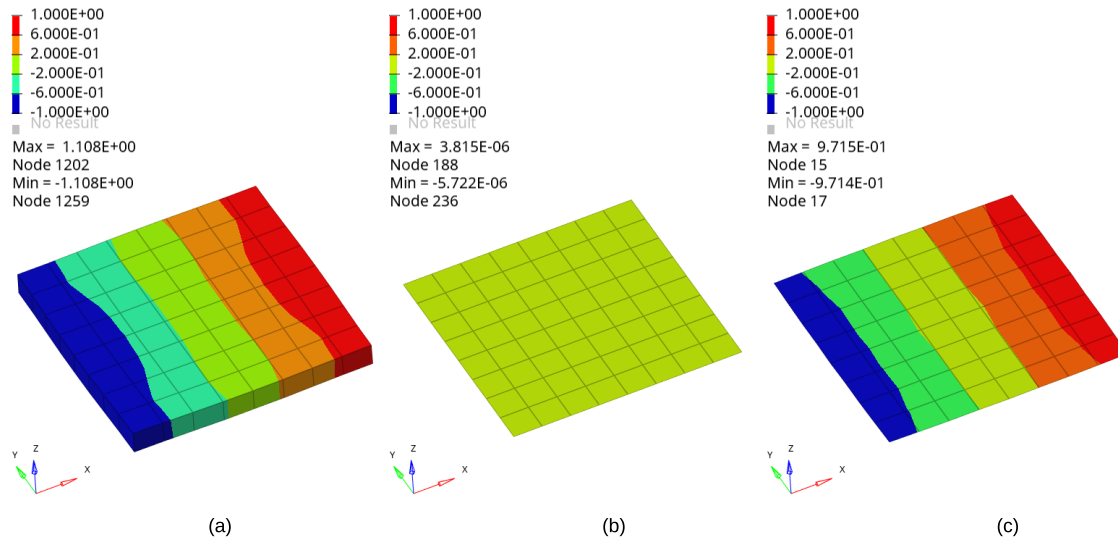 1.000E+00
6.000E-01
2.000E-01
-2.000E-01
-6.000E-01
-1.000E+00
No Result
Max = 1.108E+00
Node 1202
Min = -1.108E+00
Node 1259
Y
Z
X
(a)
1.000E+00
6.000E-01
2.000E-01
-2.000E-01
-6.000E-01
-1.000E+00
No Result
Max = 3.815E-06
Node 188
Min = -5.722E-06
Node 236
Y
Z
X
(b)
1.000E+00
6.000E-01
2.000E-01
-2.000E-01
-6.000E-01
-1.000E+00
No Result
Max = 9.715E-01
Node 15
Min = -9.714E-01
Node 17
Y
Z
X
(c)